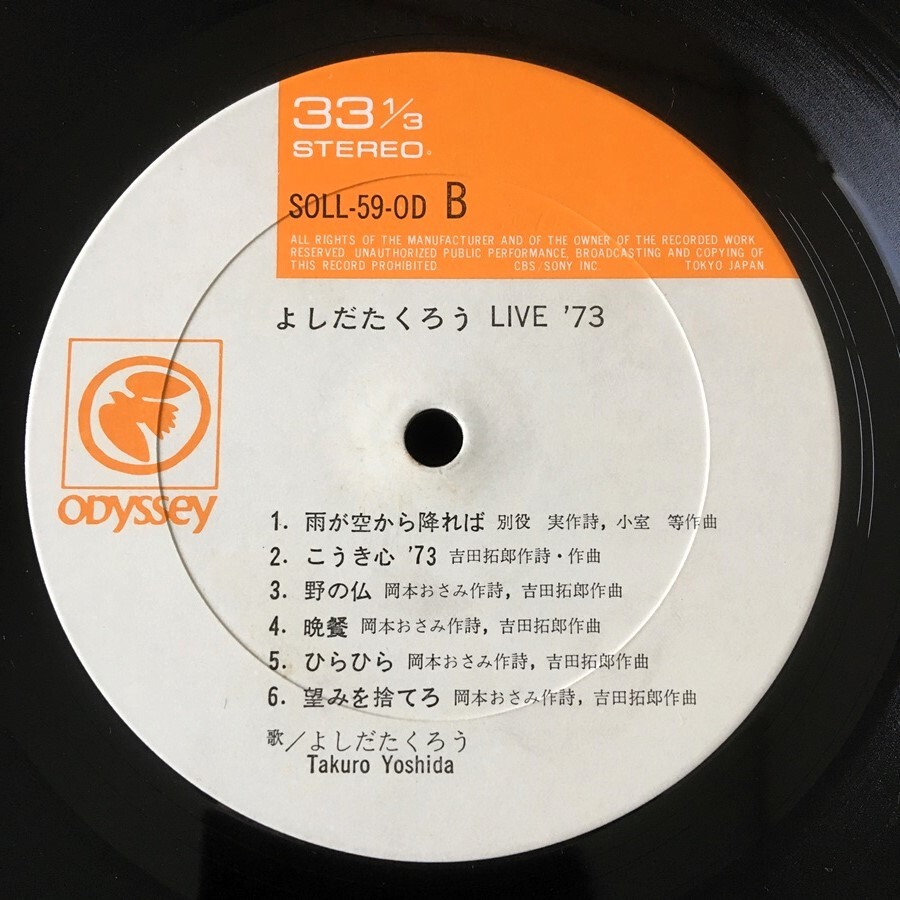 33 1/3
STEREO
SOLL-59-OD B
ALL RIGHTS OF THE MANUFACTURER AND OF THE OWNER OF THE RECORDED WORK
RESERVED. UNAUTHORIZED PUBLIC PERFORMANCE, BROADCASTING AND COPYING OF
THIS RECORD PROHIBITED. CBS/SONY INC. TOKYO JAPAN.
よしだたくろう LIVE '73
ODYSSEY
1. 雨が空から降れば 別役 実作詩, 小室 等作曲
2. こうき心 '73 吉田拓郎作詩・作曲
3. 野の仏 岡本おさみ作詩, 吉田拓郎作曲
4. 晩餐 岡本おさみ作詩, 吉田拓郎作曲
5. ひらひら 岡本おさみ作詩, 吉田拓郎作曲
6. 望みを捨てろ 岡本おさみ作詩, 吉田拓郎作曲
歌/よしだたくろう
Takuro Yoshida